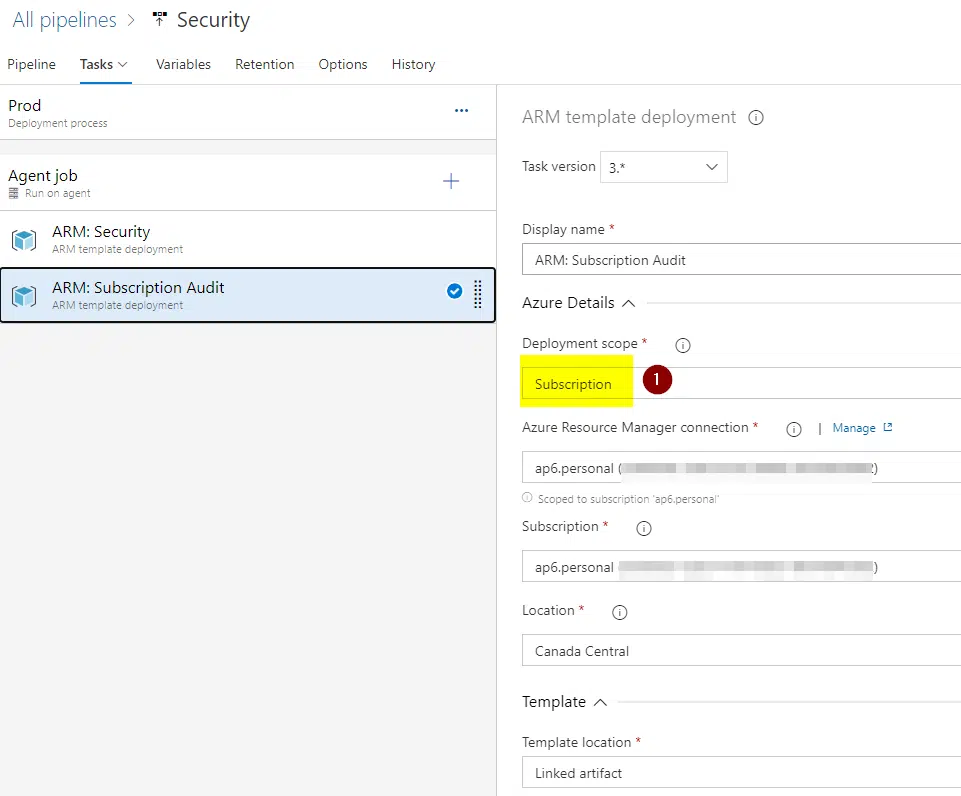 All pipelines > Security
Pipeline Tasks Variables Retention Options History
Prod
Deployment process
Agent job
Run on agent
ARM: Security
ARM template deployment
ARM: Subscription Audit
ARM template deployment
ARM template deployment
Task version 3.*
Display name *
ARM: Subscription Audit
Azure Details
Deployment scope *
Subscription
1
Azure Resource Manager connection * | Manage
ap6.personal ( )
Scoped to subscription 'ap6.personal'
Subscription *
ap6.personal )
Location *
Canada Central
Template
Template location *
Linked artifact